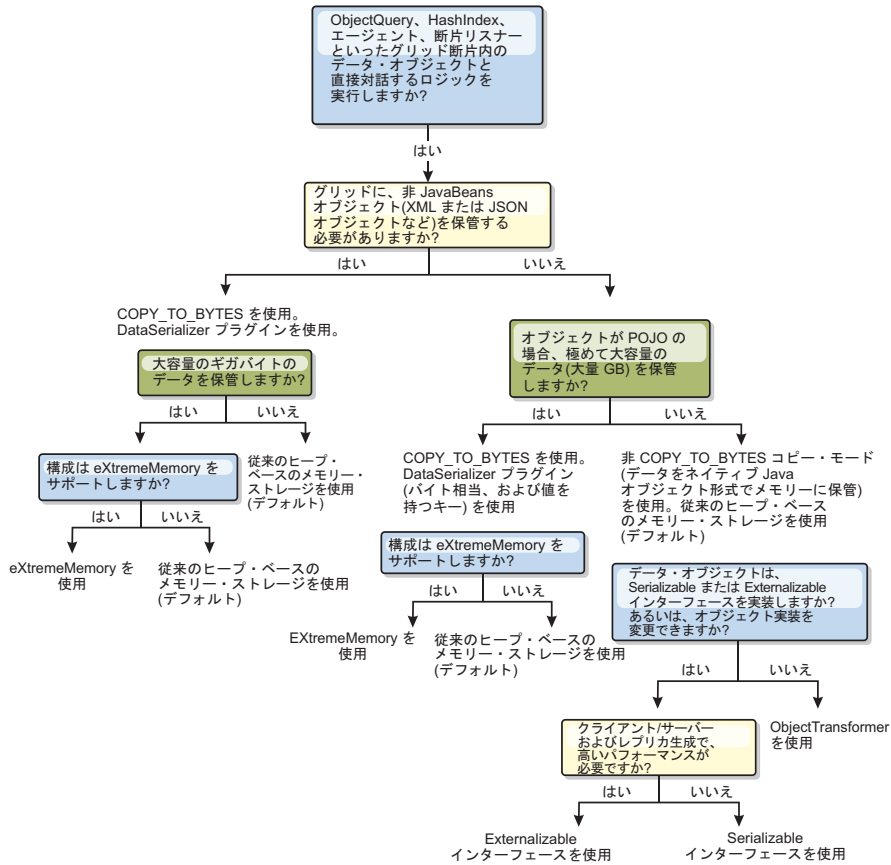 ObjectQuery、HashIndex、
エージェント、断片リスナー
といったグリッド断片内の
データ・オブジェクトと
直接対話するロジックを
実行しますか?
はい
グリッドに、非 JavaBeans
オブジェクト(XML または JSON
オブジェクトなど)を保管する
必要がありますか?
はい
いいえ
COPY_TO_BYTES を使用。
DataSerializer プラグインを使用。
大容量のギガバイトの
データを保管しますか?
はい
いいえ
構成は eXtremeMemory を
サポートしますか?
従来のヒープ・
ベースのメモリー・
ストレージを使用
(デフォルト)
はい
いいえ
eXtremeMemory を
使用
従来のヒープ・ベースの
メモリー・ストレージを使用
(デフォルト)
オブジェクトが POJO の
場合、極めて大容量の
データ(大量 GB) を保管
しますか?
はい
いいえ
COPY_TO_BYTES を使用。
DataSerializer プラグイン
(バイト相当、および値を
持つキー) を使用
構成は eXtremeMemory を
サポートしますか?
はい
いいえ
EXtremeMemory を
使用
従来のヒープ・ベースの
メモリー・ストレージを使用
(デフォルト)
非 COPY_TO_BYTES コピー・モード
(データをネイティブ Java
オブジェクト形式でメモリーに保管)
を使用。従来のヒープ・ベース
のメモリー・ストレージを使用
(デフォルト)
データ・オブジェクトは、
Serializable または Externalizable
インターフェースを実装しますか?
あるいは、オブジェクト実装を
変更できますか?
はい
いいえ
クライアント/サーバー
およびレプリカ生成で、
高いパフォーマンスが
必要ですか?
ObjectTransformer
を使用
はい
いいえ
Externalizable
インターフェースを使用
Serializable
インターフェースを使用